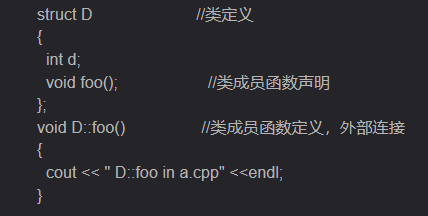 struct D //类定义
{
int d;
void foo(); //类成员函数声明
};
void D::foo() //类成员函数定义，外部连接
{
cout << " D::foo in a.cpp" <<endl;
}